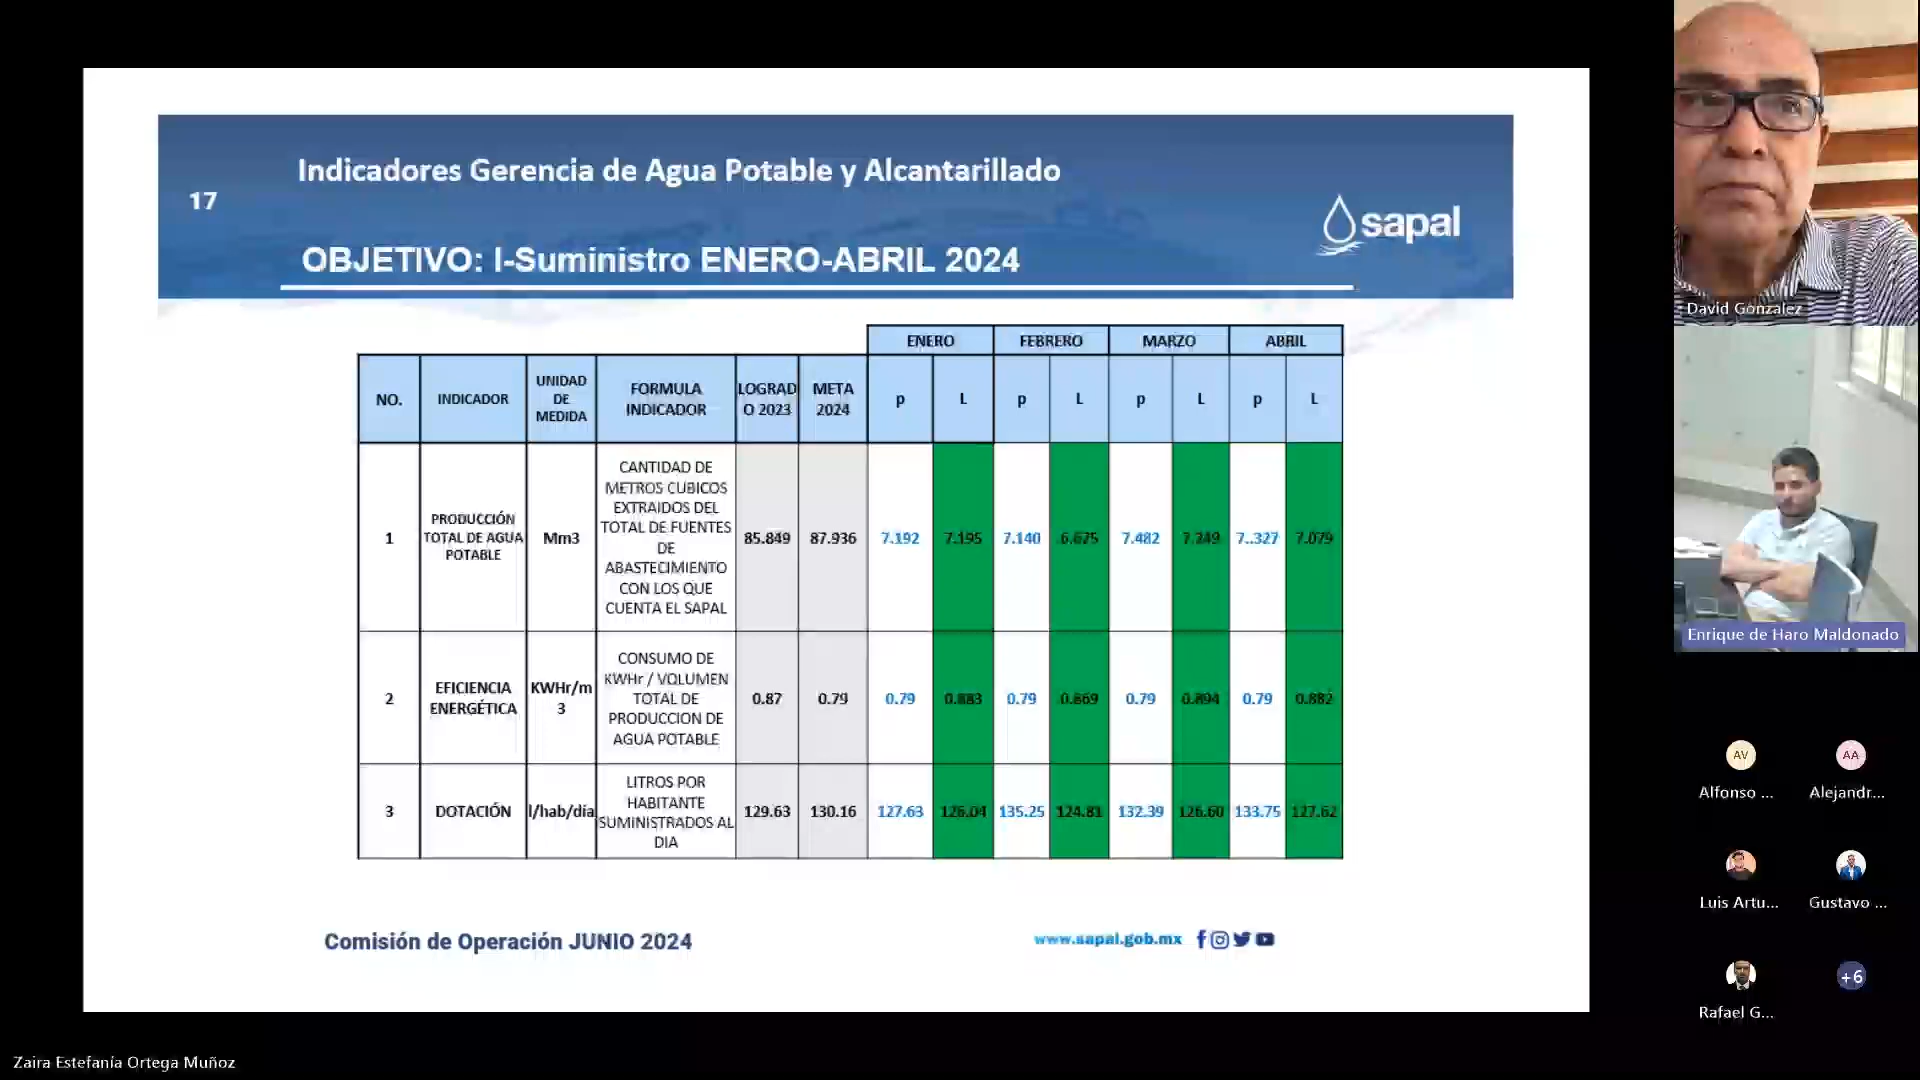 17
Indicadores Gerencia de Agua Potable y Alcantarillado
OBJETIVO: I-Suministro ENERO-ABRIL 2024
sapal
ENERO FEBRERO MARZO ABRIL
NO. INDICADOR UNIDAD DE MEDIDA FORMULA INDICADOR LOGRADO 2023 META 2024 p L p L p L p L
1 PRODUCCIÓN TOTAL DE AGUA POTABLE Mm3 CANTIDAD DE METROS CUBICOS EXTRAIDOS DEL TOTAL DE FUENTES DE ABASTECIMIENTO CON LOS QUE CUENTA EL SAPAL 85.849 87.936 7.192 7.195 7.140 6.675 7.482 7.249 7..327 7.079
2 EFICIENCIA ENERGÉTICA KWHr/m3 CONSUMO DE KWHr / VOLUMEN TOTAL DE PRODUCCION DE AGUA POTABLE 0.87 0.79 0.79 0.883 0.79 0.869 0.79 0.894 0.79 0.882
3 DOTACIÓN l/hab/día LITROS POR HABITANTE SUMINISTRADOS AL DIA 129.63 130.16 127.63 126.04 135.25 124.81 132.39 126.60 133.75 127.62
Comisión de Operación JUNIO 2024
www.sapal.gob.mx
David Gonzalez
Enrique de Haro Maldonado
AV
AA
Alfonso ...
Alejandr...
Luis Artu...
Gustavo ...
+6
Rafael G...
Zaira Estefanía Ortega Muñoz